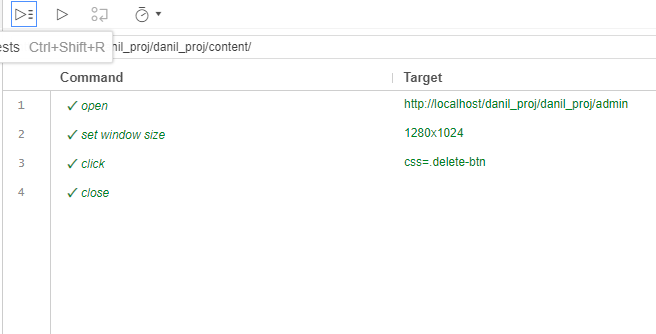 ests Ctrl+Shift+R
nil_proj/danil_proj/content/
Command Target
1 ✓ open http://localhost/danil_proj/danil_proj/admin
2 ✓ set window size 1280x1024
3 ✓ click css=.delete-btn
4 ✓ close